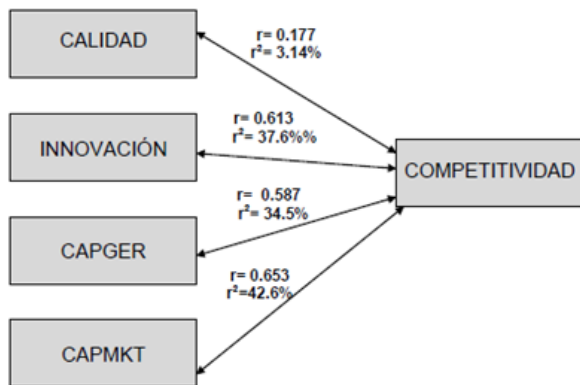 CALIDAD
r = 0.177
r²= 3.14%
INNOVACIÓN
r= 0.613
r²= 37.6%%
COMPETITIVIDAD
CAPGER
r= 0.587
r²= 34.5%
CAPMKT
r= 0.653
r²=42.6%